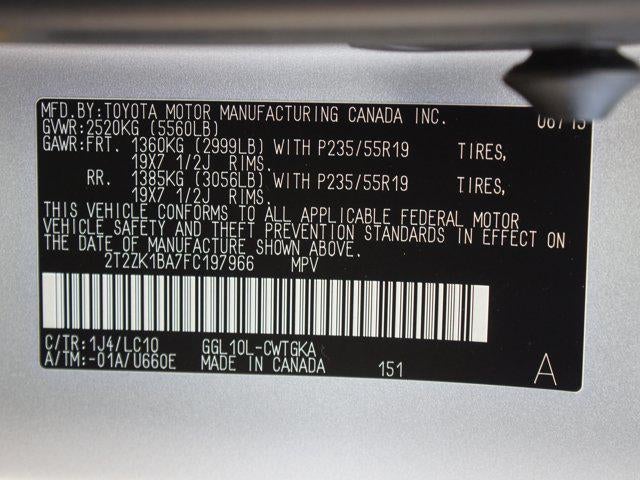 MFD.BY:TOYOTA MOTOR MANUFACTURING CANADA INC. 06/15
GVWR:2520KG (5560LB)
GAWR:FRT. 1360KG (2999LB) WITH P235/55R19 TIRES,
19X7 1/2J RIMS.
RR. 1385KG (3056LB) WITH P235/55R19 TIRES,
19X7 1/2J RIMS.
THIS VEHICLE CONFORMS TO ALL APPLICABLE FEDERAL MOTOR
VEHICLE SAFETY AND THEFT PREVENTION STANDARDS IN EFFECT ON
THE DATE OF MANUFACTURE SHOWN ABOVE.
2T2ZK1BA7FC197966 MPV
C/TR:1J4/LC10 GGL10L-CWTGKA
A/TM:-01A/U660E MADE IN CANADA 151 A